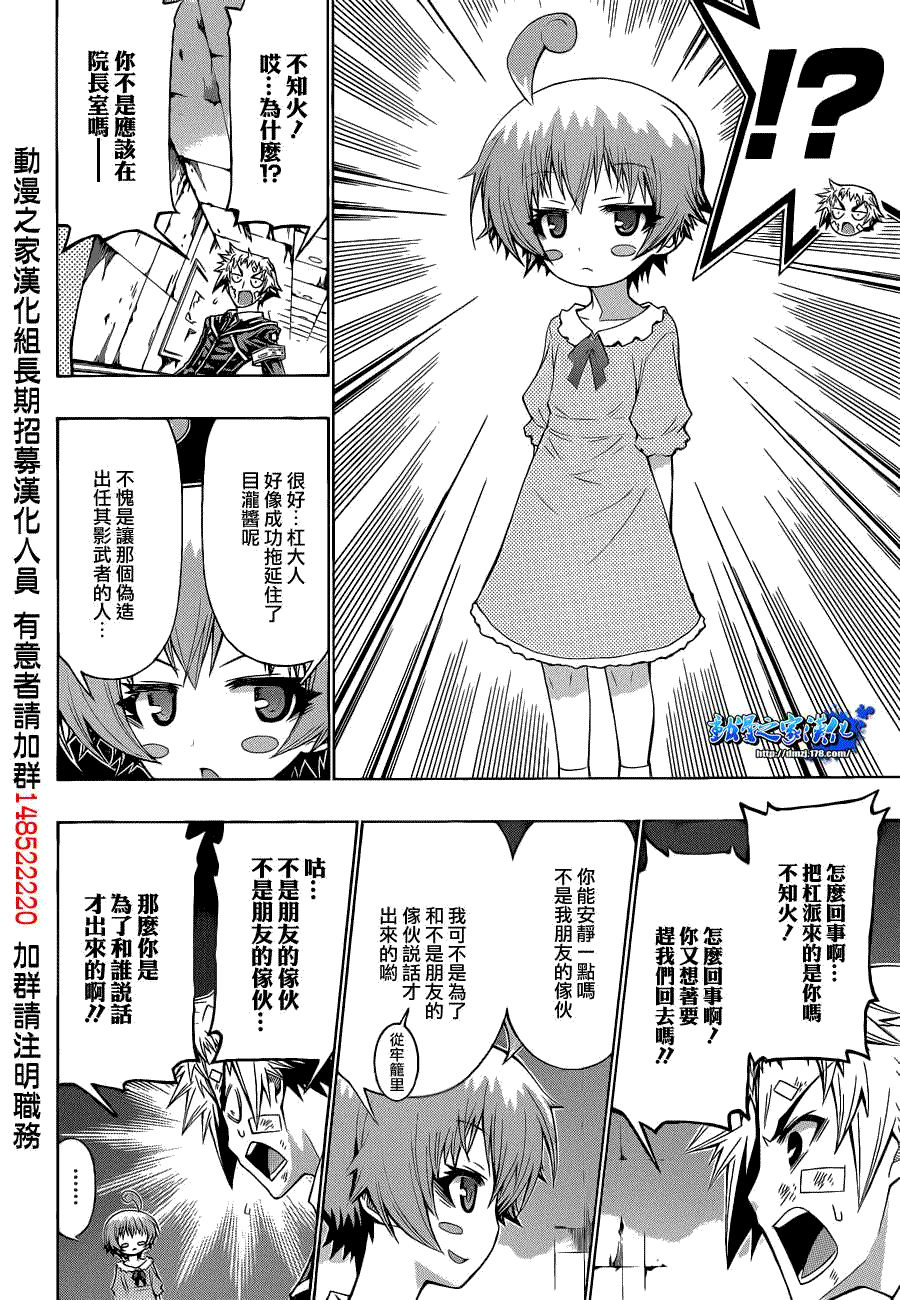 !?
不知火！
哎…為什麼!?
你不是應該在
院長室嗎——
很好…杠大人
好像成功拖延住了
目瀧醬呢
不愧是讓那個偽造
出任其影武者的人…
怎麼回事啊…
把杠派來的是你嗎
不知火！
怎麼回事啊！
你又想著要
趕我們回去嗎!!
你能安靜一點嗎
不是我朋友的傢伙
我可不是為了
和不是朋友的
傢伙說話才
出來的喲
從牢籠里
咕…
不是朋友的傢伙
不是朋友的傢伙…
那麼你是
為了和誰說話
才出來的啊!!
……
動漫之家漢化
http://dmzj.178.com/
動漫之家漢化組長期招募漢化人員 有意者請加群148522220 加群請注明職務